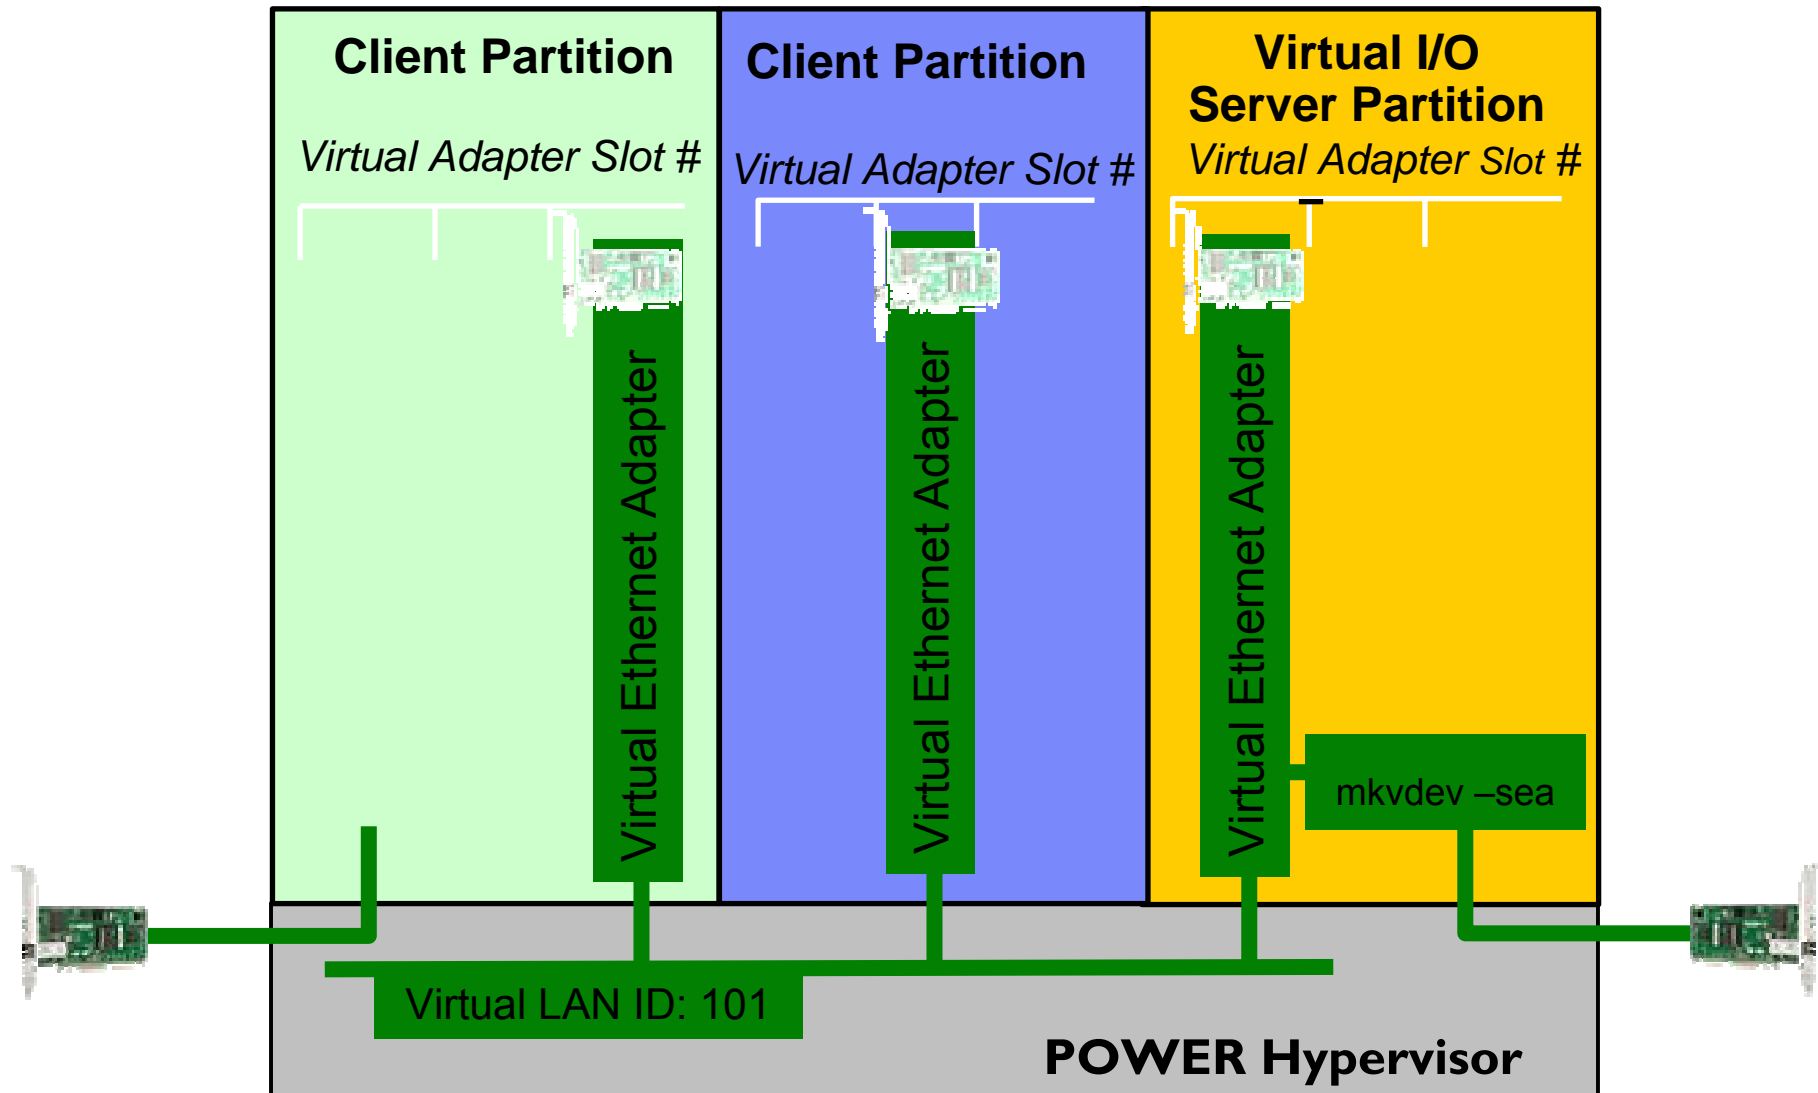 Client Partition
Virtual Adapter Slot #
Virtual Ethernet Adapter
Client Partition
Virtual Adapter Slot #
Virtual Ethernet Adapter
Virtual I/O
Server Partition
Virtual Adapter Slot #
Virtual Ethernet Adapter
mkvdev –sea
Virtual LAN ID: 101
POWER Hypervisor